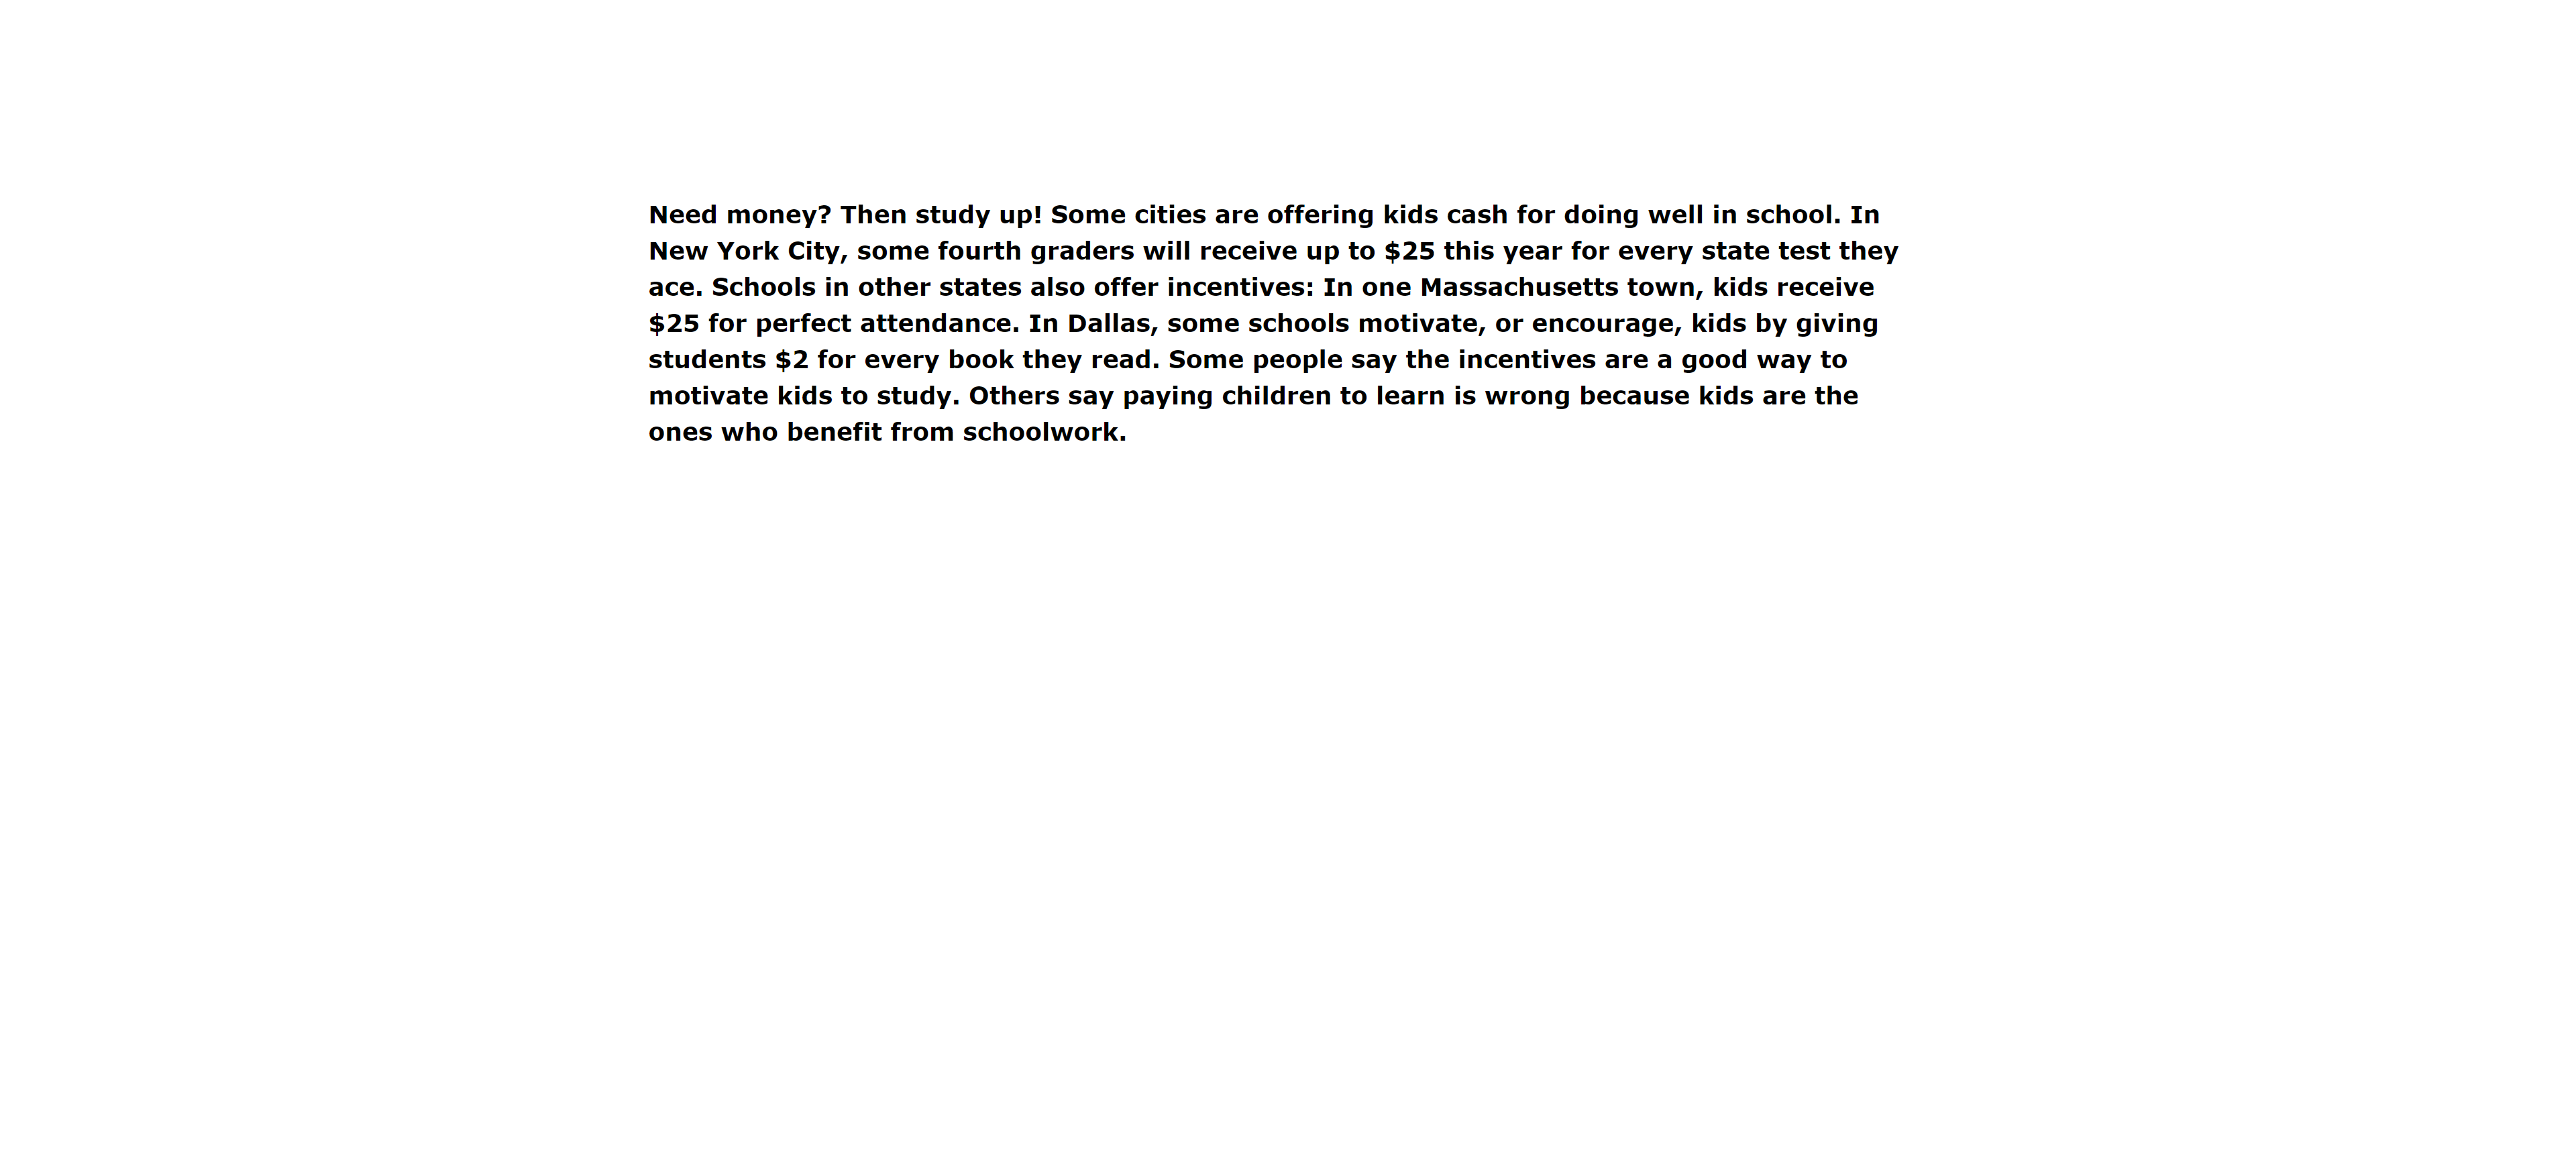 Need money? Then study up! Some cities are offering kids cash for doing well in school. In
New York City, some fourth graders will receive up to $25 this year for every state test they
ace. Schools in other states also offer incentives: In one Massachusetts town, kids receive
$25 for perfect attendance. In Dallas, some schools motivate, or encourage, kids by giving
students $2 for every book they read. Some people say the incentives are a good way to
motivate kids to study. Others say paying children to learn is wrong because kids are the
ones who benefit from schoolwork.